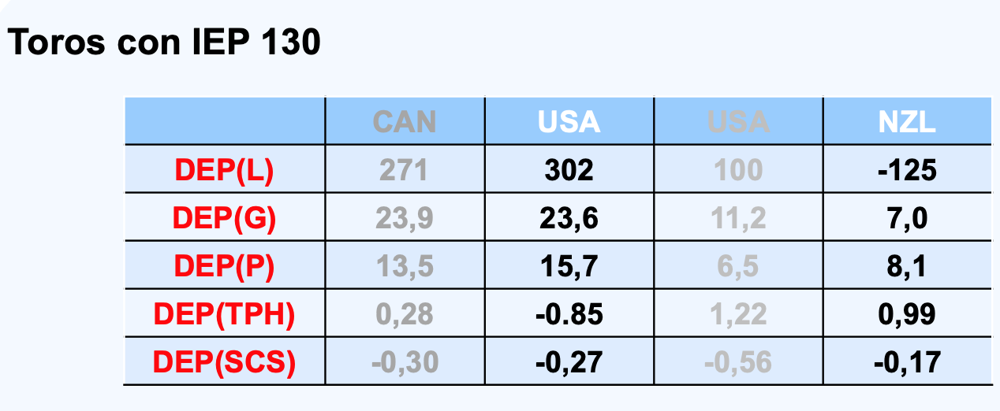 Toros con IEP 130
CAN USA USA NZL
DEP(L) 271 302 100 -125
DEP(G) 23,9 23,6 11,2 7,0
DEP(P) 13,5 15,7 6,5 8,1
DEP(TPH) 0,28 -0.85 1,22 0,99
DEP(SCS) -0,30 -0,27 -0,56 -0,17